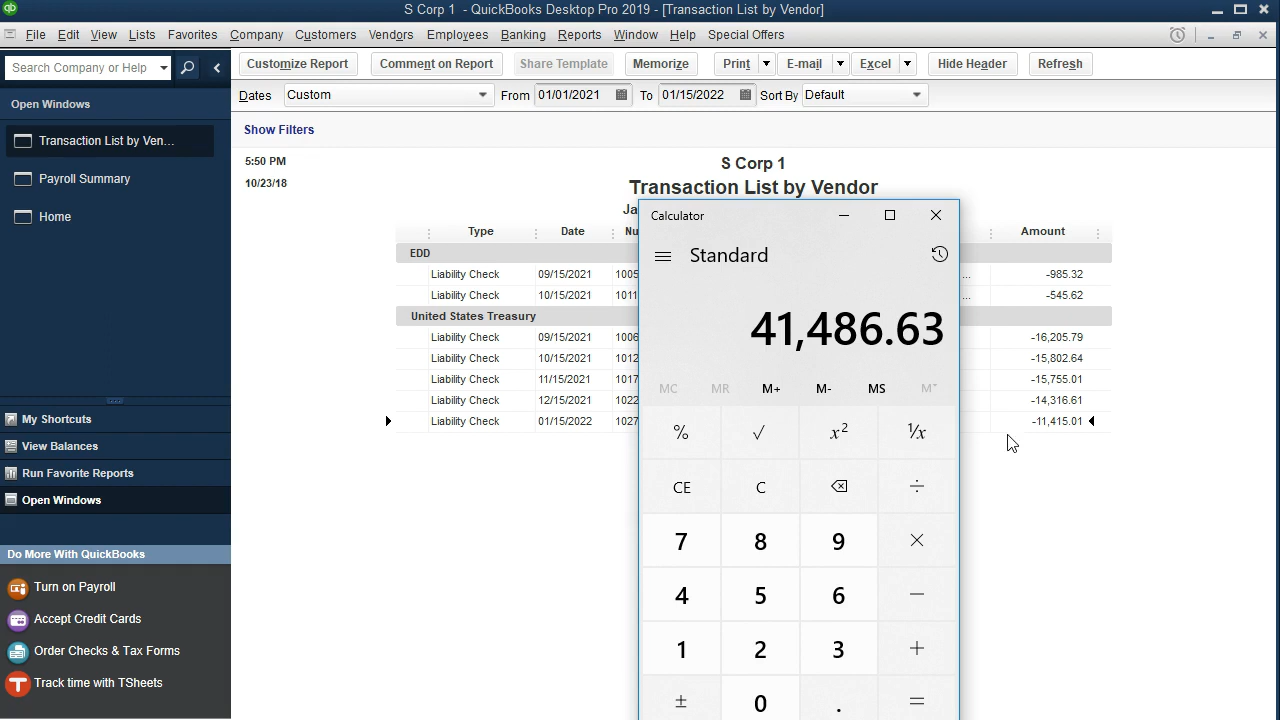 S Corp 1 - QuickBooks Desktop Pro 2019 - [Transaction List by Vendor]
File Edit View Lists Favorites Company Customers Vendors Employees Banking Reports Window Help Special Offers
Search Company or Help
Customize Report Comment on Report Share Template Memorize Print E-mail Excel Hide Header Refresh
Dates Custom From 01/01/2021 To 01/15/2022 Sort By Default
Show Filters
Open Windows
Transaction List by Ven...
Payroll Summary
Home
My Shortcuts
View Balances
Run Favorite Reports
Open Windows
Do More With QuickBooks
Turn on Payroll
Accept Credit Cards
Order Checks & Tax Forms
Track time with TSheets
5:50 PM
10/23/18
S Corp 1
Transaction List by Vendor
Ja
Type Date Nu Amount
EDD
Liability Check 09/15/2021 1005 ... -985.32
Liability Check 10/15/2021 1011 ... -545.62
United States Treasury
Liability Check 09/15/2021 1006 -16,205.79
Liability Check 10/15/2021 1012 -15,802.64
Liability Check 11/15/2021 1017 -15,755.01
Liability Check 12/15/2021 1022 -14,316.61
Liability Check 01/15/2022 1027 -11,415.01
Calculator
Standard
41,486.63
MC MR M+ M- MS M˅
% √ x² ¹/x
CE C ÷
7 8 9 ×
4 5 6 −
1 2 3 +
± 0 . =